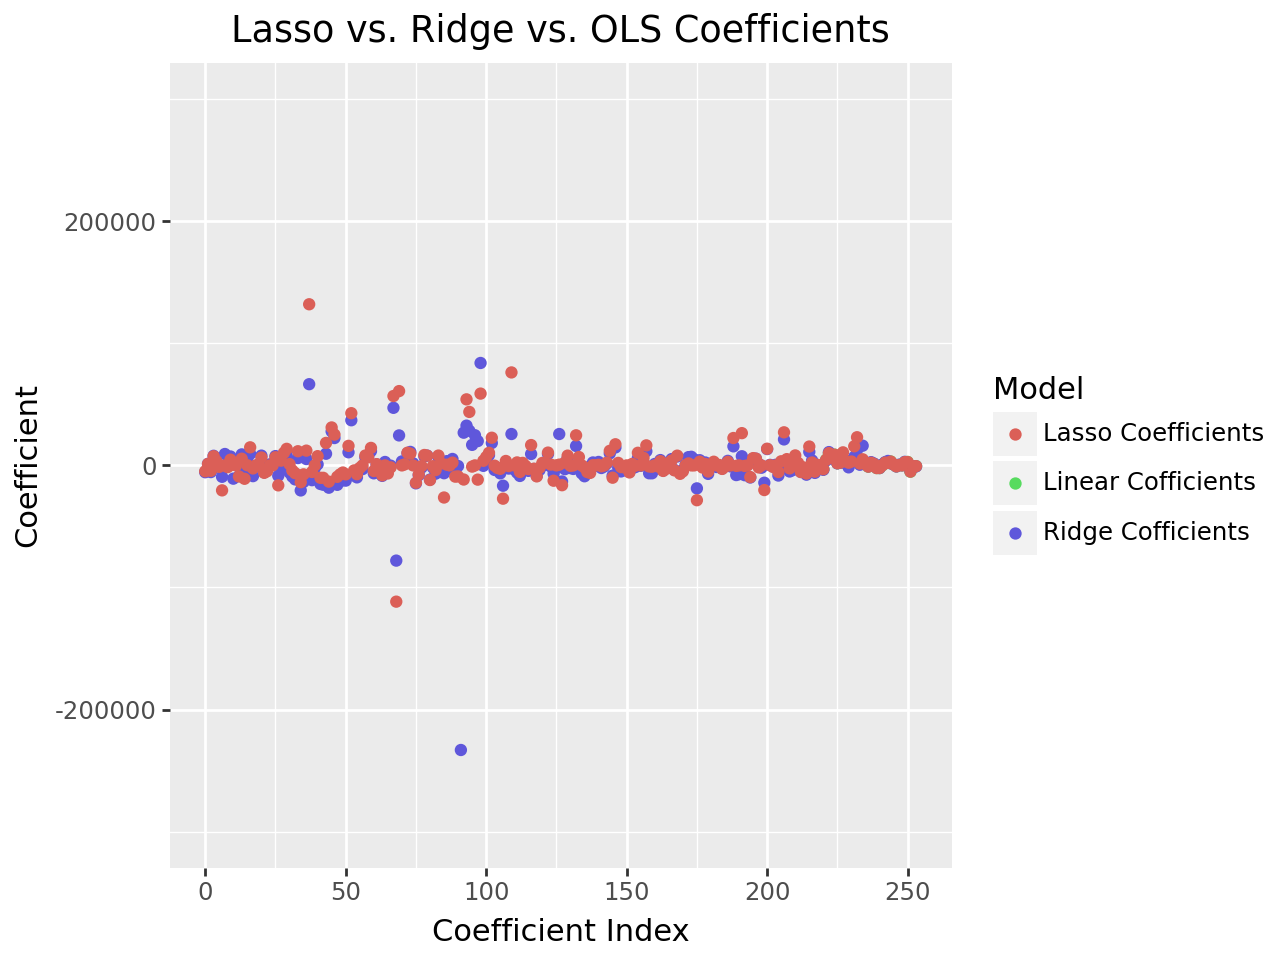 Lasso vs. Ridge vs. OLS Coefficients
200000
0
-200000
Coefficient
0 50 100 150 200 250
Coefficient Index
Model
Lasso Coefficients
Linear Cofficients
Ridge Cofficients